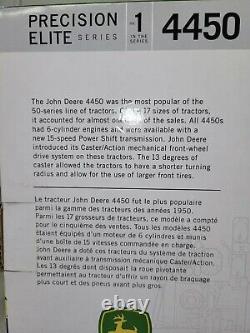 PRECISION
ELITE SERIES
1
IN THE
SERIES
4450
The John Deere 4450 was the most popular of the
50-series line of tractors. Of 17 sizes of tractors,
it accounted for almost one of the sales. All 4450s
had 6-cylinder engines and were available with a
new 15-speed Power Shift transmission. John Deere
introduced its Caster/Action mechanical front-wheel
drive system on these tractors. The 13 degrees of
caster allowed the tractors to have a shorter turning
radius and allow for the use of larger front tires.
Le tracteur John Deere 4450 fut le plus populaire
parmi la gamme des tracteurs des années 1950.
Parmi les 17 grosseurs de tracteurs, ce modèle a compté
pour le cinquième des ventes. Tous les modèles 4450
étaient équipés d'un moteur de 6 cylindres et munis
d'une boîte de 15 vitesses commandée en charge.
John Deere a doté ces tracteurs du système de traction
avant auxiliaire à transmission mécanique Caster/Action.
Les 13 degrés dont disposait la roue pivotante
permettaient au tracteur d'offrir un rayon de braquage
plus court et des pneus avant plus larges.